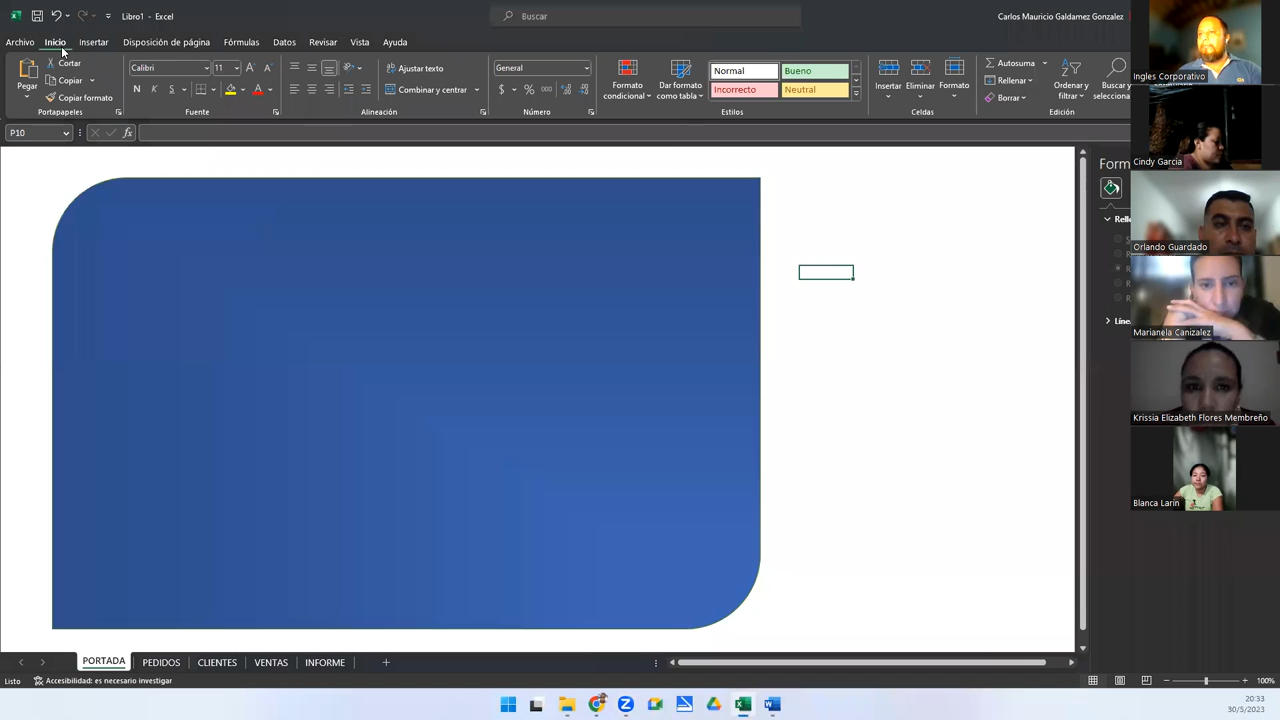 Libro1 - Excel
Buscar
Carlos Mauricio Galdamez Gonzalez
Archivo Inicio Insertar Disposición de página Fórmulas Datos Revisar Vista Ayuda
Pegar
Cortar
Copiar
Copiar formato
Portapapeles
Calibri 11
N K S
Fuente
Ajustar texto
Combinar y centrar
Alineación
General
$ % 000
Número
Formato condicional
Dar formato como tabla
Normal Bueno
Incorrecto Neutral
Estilos
Insertar Eliminar Formato
Celdas
Autosuma
Rellenar
Borrar
Ordenar y filtrar
Buscar y
Edición
P10
fx
Ingles Corporativo
Cindy Garcia
Orlando Guardado
Marianela Canizalez
Krissia Elizabeth Flores Membreño
Blanca Larin
PORTADA PEDIDOS CLIENTES VENTAS INFORME
Listo
Accesibilidad: es necesario investigar
100%
20:33
30/5/2023